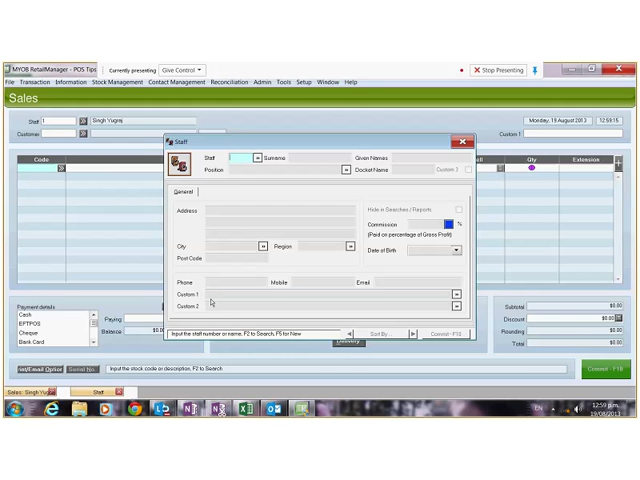 MYOB RetailManager - POS Tips
Currently presenting
Give Control
Stop Presenting
File Transaction Information Stock Management Contact Management Reconciliation Admin Tools Setup Window Help
Sales
Staff 1 Singh Yugraj
Monday, 19 August 2013 12:59:15
Customer
Custom 1
Code
Qty Extension
Staff
Staff Surname Given Names
Position Docket Name Custom 3
General
Address
City Region
Post Code
Hide in Searches / Reports
Commission %
(Paid on percentage of Gross Profit)
Date of Birth
Phone Mobile Email
Custom 1
Custom 2
Input the staff number or name, F2 to Search, F5 for New
Sort By...
Commit - F10
Payment details
Cash
EFTPOS
Cheque
Bank Card
Paying
Balance
Delivery
Subtotal $0.00
Discount $0.00
Rounding $0.00
Total $0.00
Print/Email Option Serial No. Input the stock code or description, F2 to Search
Commit - F10
Sales: Singh Yugraj Staff
EN
12:59 p.m.
19/08/2013